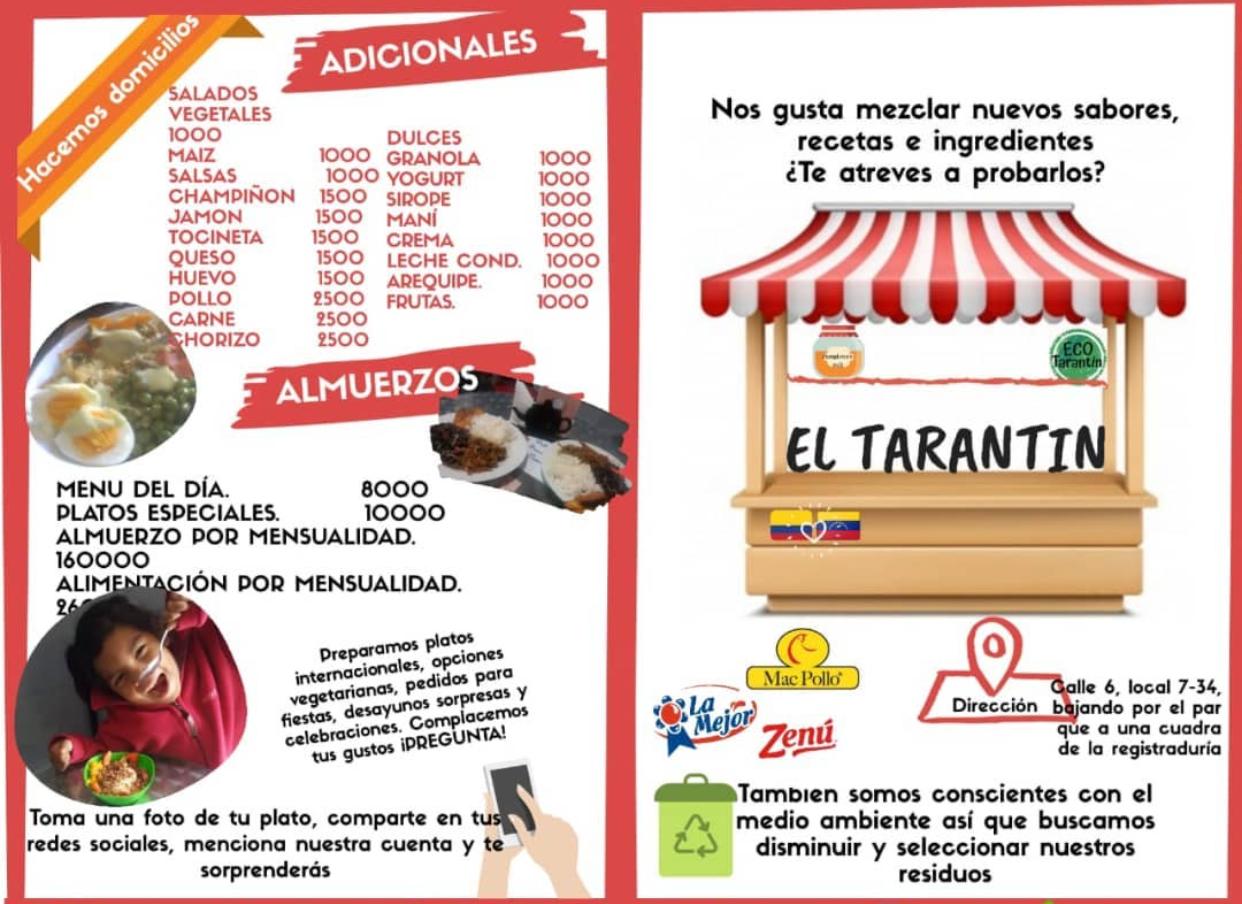 Hacemos domicilios
ADICIONALES
SALADOS
VEGETALES
1000
MAIZ 1000
SALSAS 1000
CHAMPIÑON 1500
JAMON 1500
TOCINETA 1500
QUESO 1500
HUEVO 1500
POLLO 2500
CARNE 2500
CHORIZO 2500
DULCES
GRANOLA 1000
YOGURT 1000
SIROPE 1000
MANÍ 1000
CREMA 1000
LECHE COND. 1000
AREQUIPE. 1000
FRUTAS. 1000
ALMUERZOS
MENU DEL DÍA. 8000
PLATOS ESPECIALES. 10000
ALMUERZO POR MENSUALIDAD.
160000
ALIMENTACIÓN POR MENSUALIDAD.
Preparamos platos
internacionales, opciones
vegetarianas, pedidos para
fiestas, desayunos sorpresas y
celebraciones. Complacemos
tus gustos ¡PREGUNTA!
Toma una foto de tu plato, comparte en tus
redes sociales, menciona nuestra cuenta y te
sorprenderás
Nos gusta mezclar nuevos sabores,
recetas e ingredientes
¿Te atreves a probarlos?
ECO
Tarantín
EL TARANTIN
Mac Pollo
La
Mejor
Zenú
Dirección
Calle 6, local 7-34,
bajando por el par
que a una cuadra
de la registraduría
Tambien somos conscientes con el
medio ambiente así que buscamos
disminuir y seleccionar nuestros
residuos